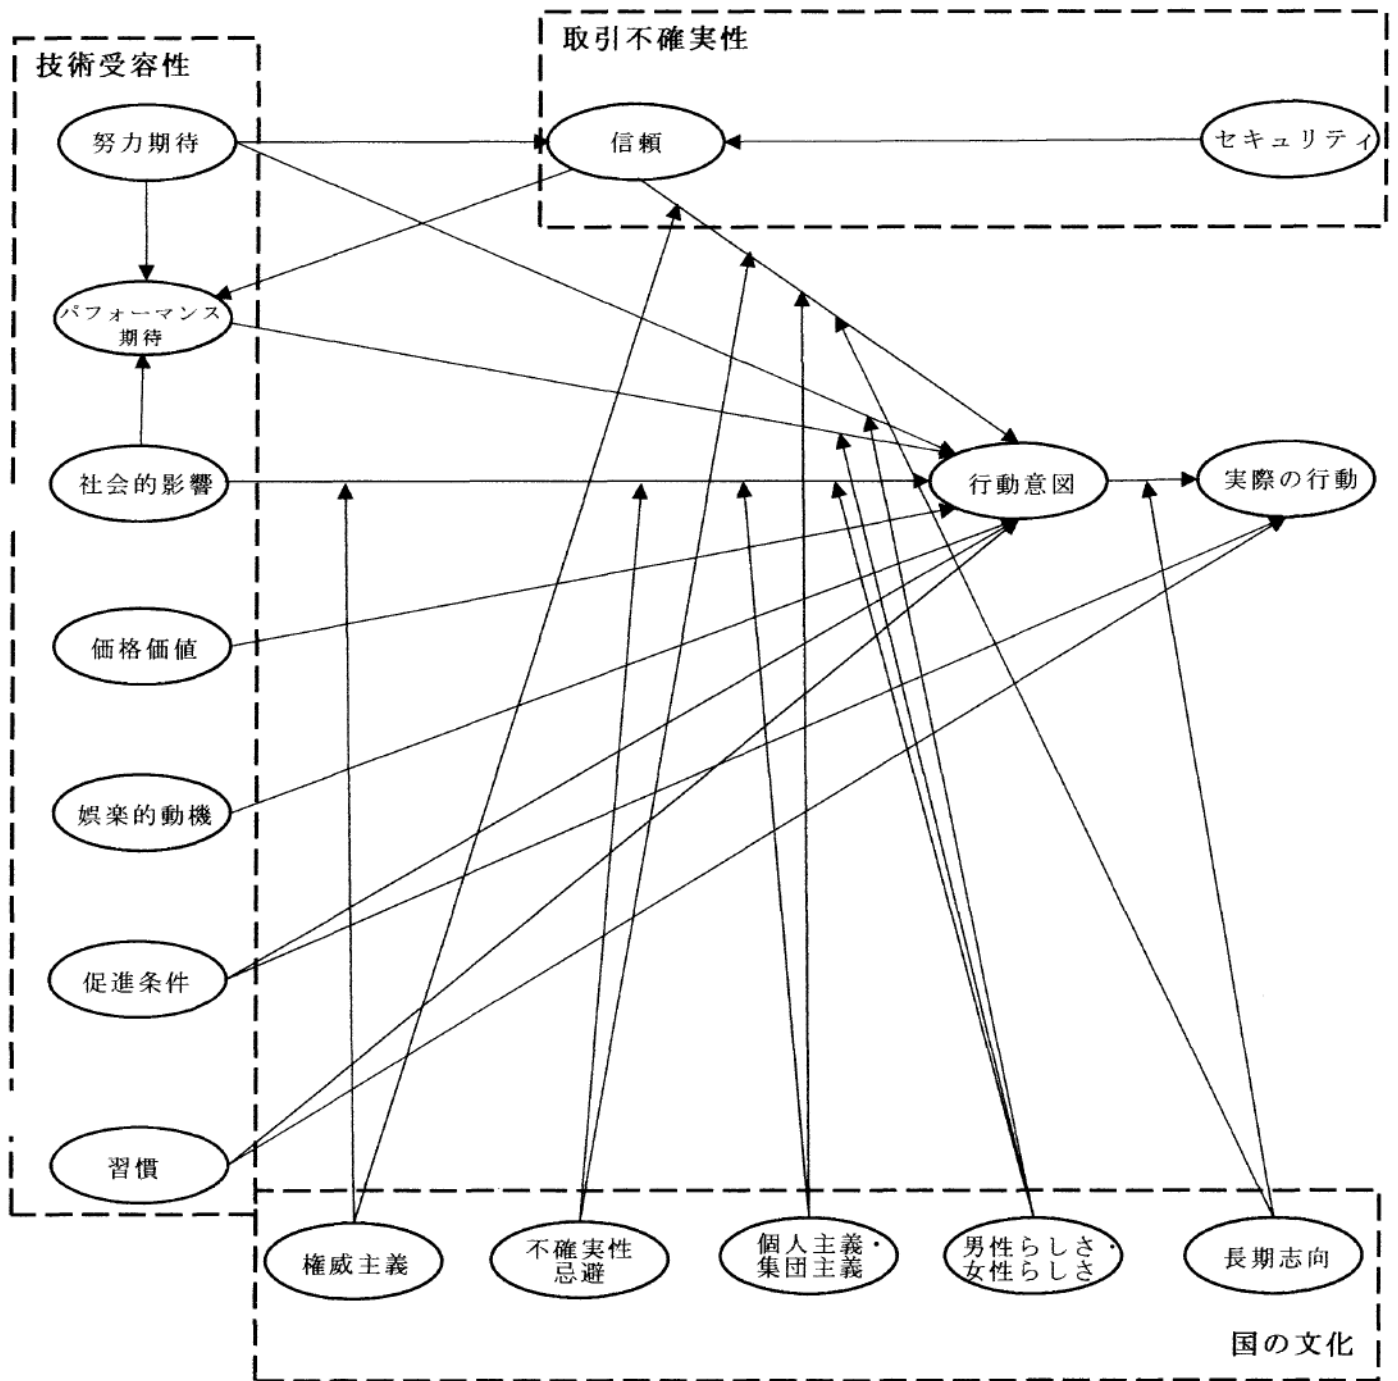 取引不確実性
技術受容性
努力期待
信頼
セキュリティ
パフォーマンス
期待
社会的影響
行動意図
実際の行動
価格価値
娯楽的動機
促進条件
習慣
権威主義
不確実性
忌避
個人主義・
集団主義
男性らしさ・
女性らしさ
長期志向
国の文化